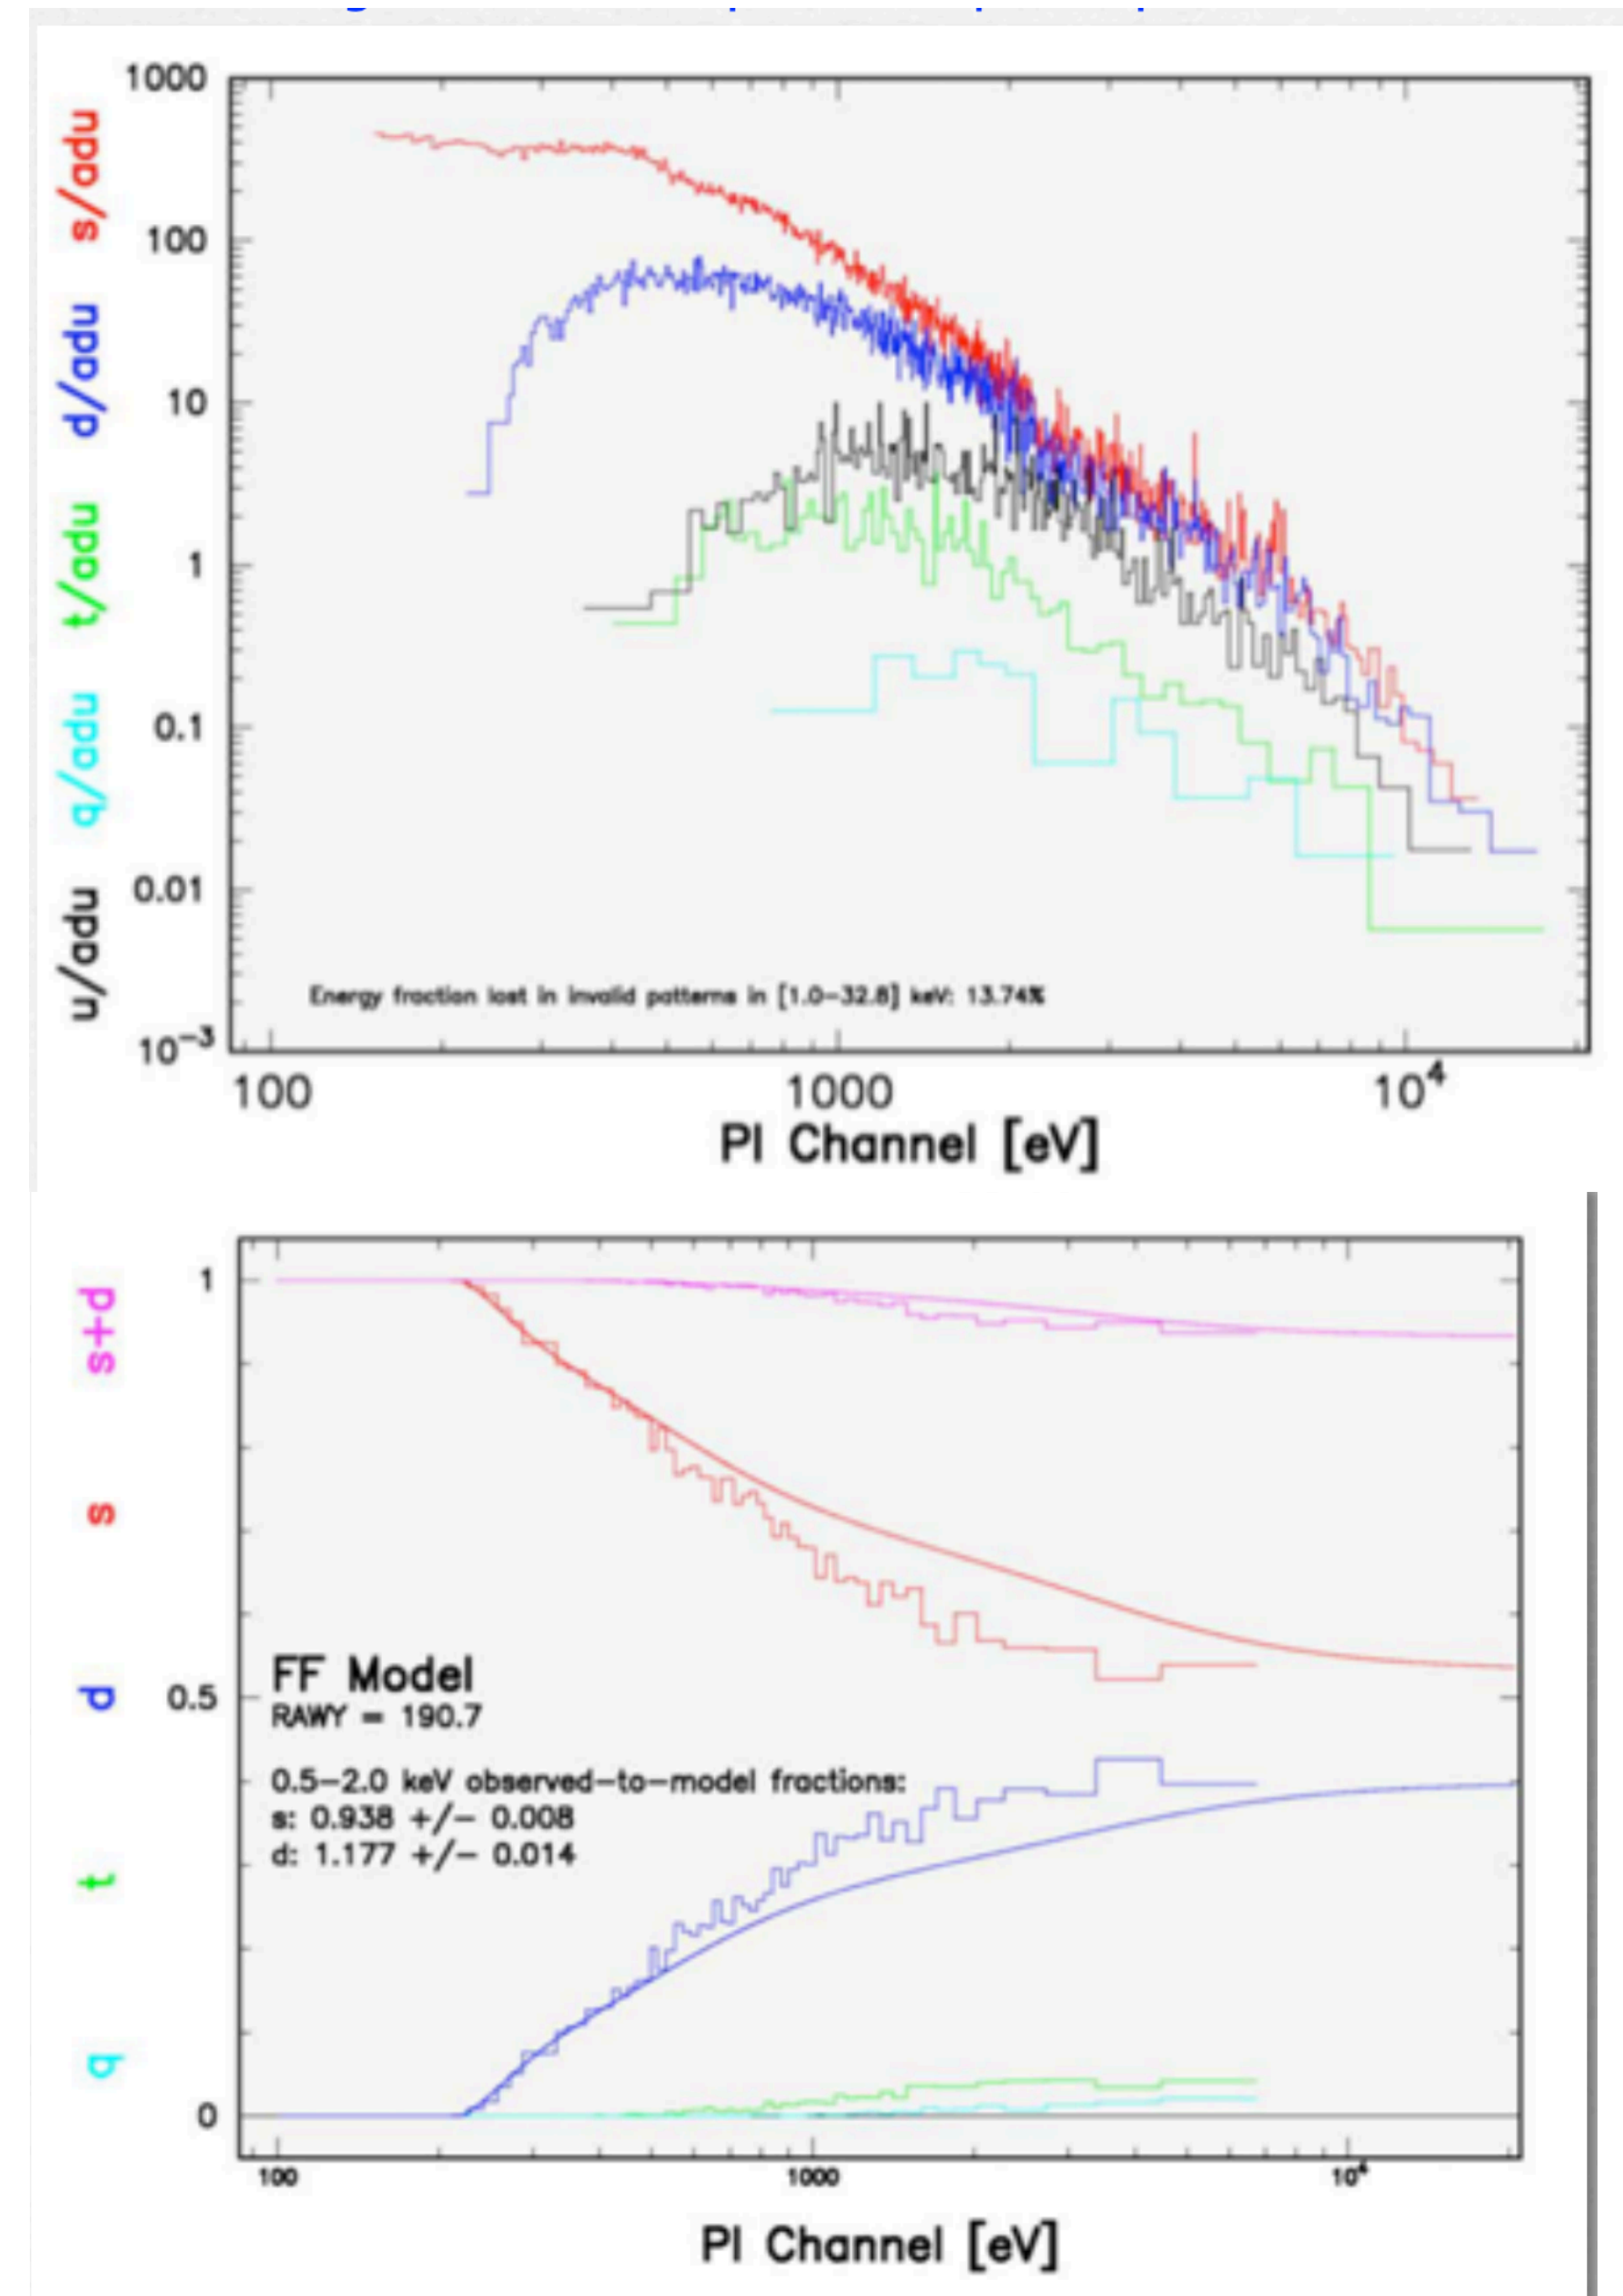 1000
100
10
1
0.1
0.01
10⁻³
s/adu
d/adu
t/adu
q/adu
u/adu
Energy fraction lost in invalid patterns in [1.0−32.8] keV: 13.74%
100 1000 10⁴
PI Channel [eV]
s+d
s
d
t
q
1
0.5
0
FF Model
RAWY = 190.7
0.5−2.0 keV observed−to−model fractions:
s: 0.938 +/− 0.008
d: 1.177 +/− 0.014
100 1000 10⁴
PI Channel [eV]